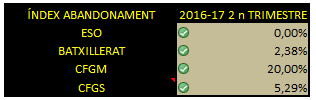 ÍNDEX ABANDONAMENT 2016-17 2 n TRIMESTRE
ESO 0,00%
BATXILLERAT 2,38%
CFGM 20,00%
CFGS 5,29%